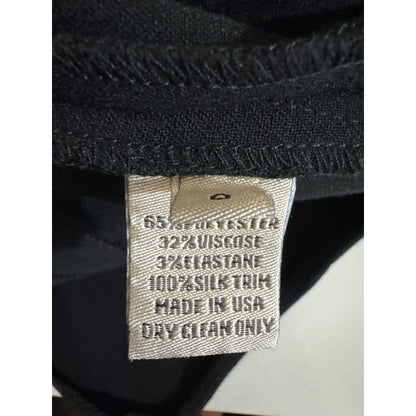 65% POLYESTER
32% VISCOSE
3% ELASTANE
100% SILK TRIM
MADE IN USA
DRY CLEAN ONLY